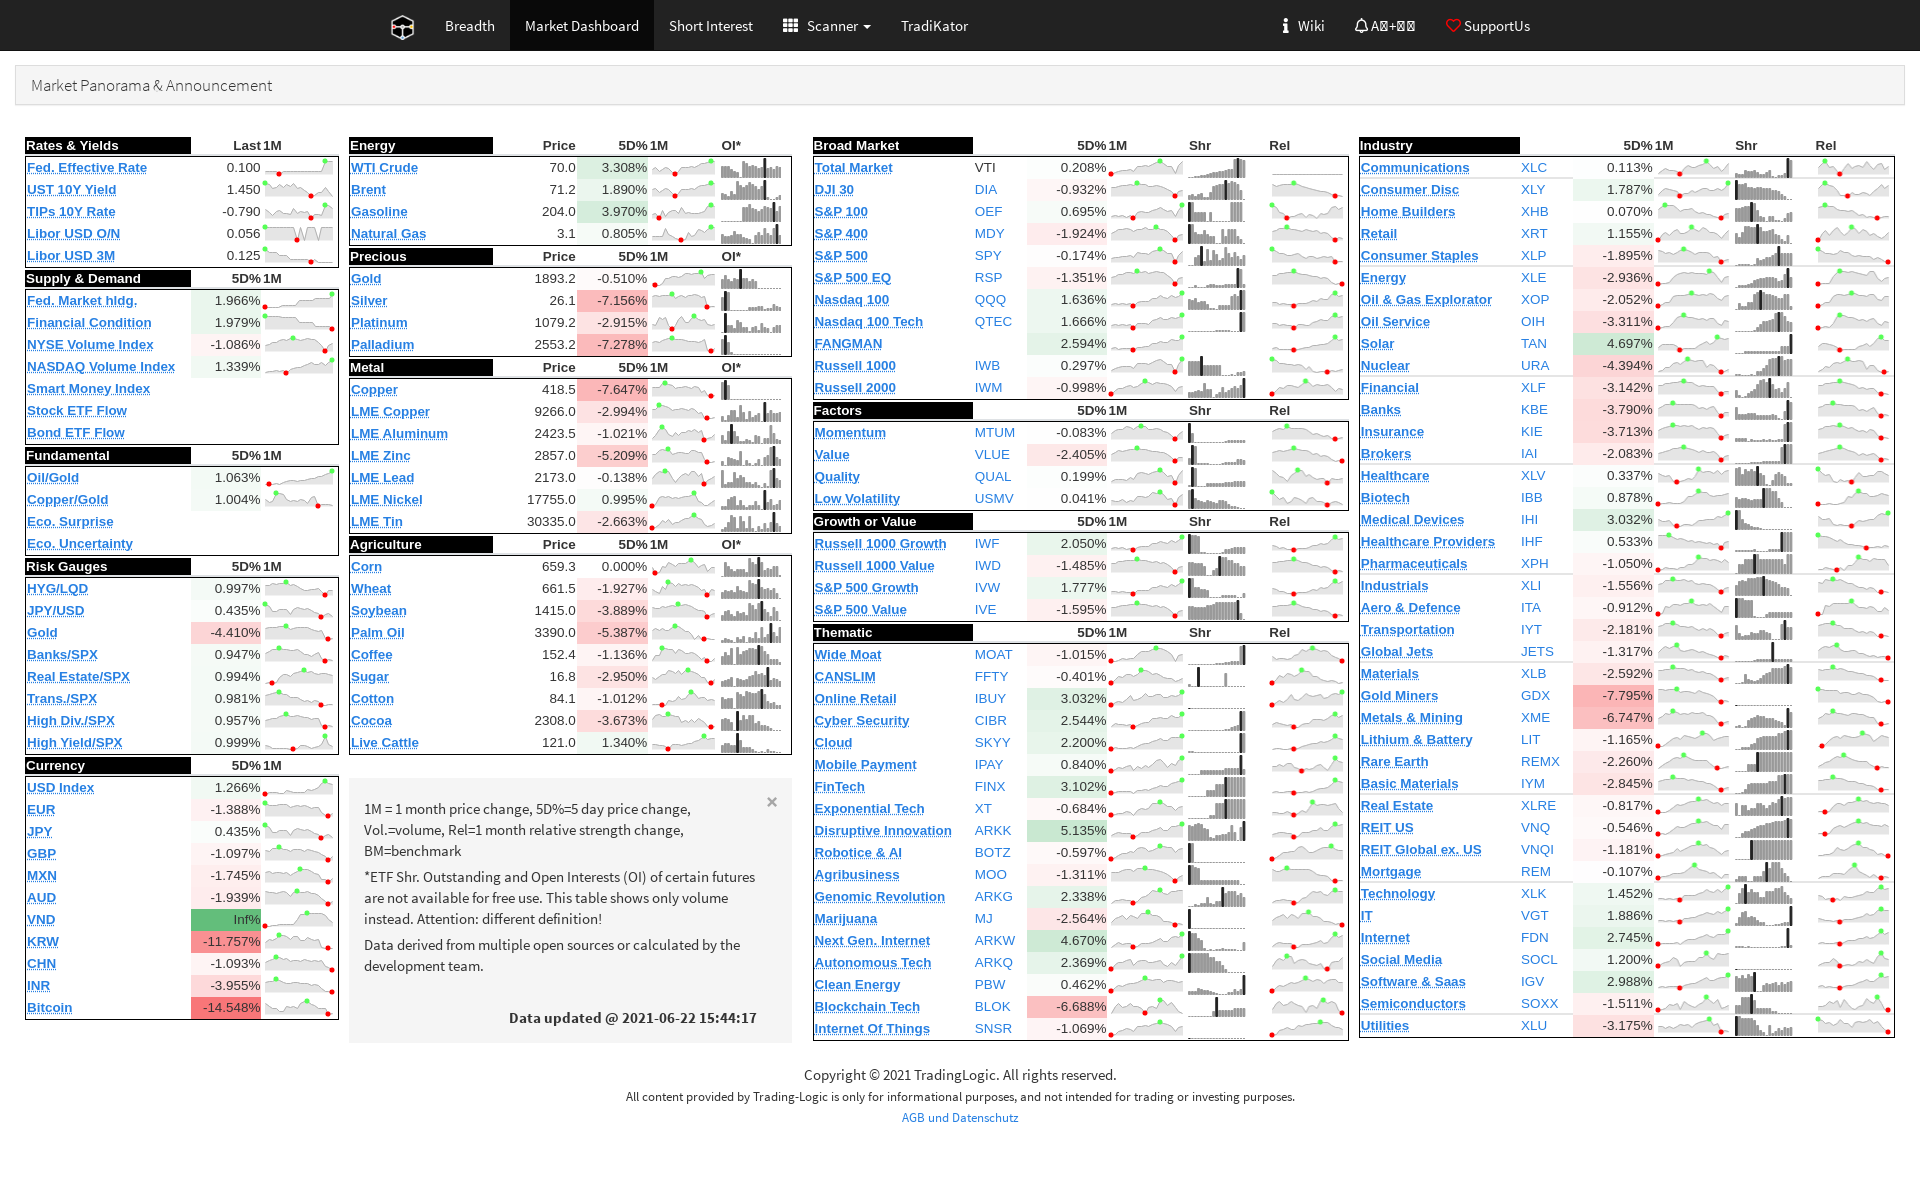 Breadth
Market Dashboard
Short Interest
Scanner
TradiKator
Wiki
SupportUs
Market Panorama & Announcement
Rates & Yields Last 1M
Fed. Effective Rate 0.100
UST 10Y Yield 1.450
TIPs 10Y Rate -0.790
Libor USD O/N 0.056
Libor USD 3M 0.125
Supply & Demand 5D% 1M
Fed. Market hldg. 1.966%
Financial Condition 1.979%
NYSE Volume Index -1.086%
NASDAQ Volume Index 1.339%
Smart Money Index
Stock ETF Flow
Bond ETF Flow
Fundamental 5D% 1M
Oil/Gold 1.063%
Copper/Gold 1.004%
Eco. Surprise
Eco. Uncertainty
Risk Gauges 5D% 1M
HYG/LQD 0.997%
JPY/USD 0.435%
Gold -4.410%
Banks/SPX 0.947%
Real Estate/SPX 0.994%
Trans./SPX 0.981%
High Div./SPX 0.957%
High Yield/SPX 0.999%
Currency 5D% 1M
USD Index 1.266%
EUR -1.388%
JPY 0.435%
GBP -1.097%
MXN -1.745%
AUD -1.939%
VND Inf%
KRW -11.757%
CHN -1.093%
INR -3.955%
Bitcoin -14.548%
Energy Price 5D% 1M OI*
WTI Crude 70.0 3.308%
Brent 71.2 1.890%
Gasoline 204.0 3.970%
Natural Gas 3.1 0.805%
Precious Price 5D% 1M OI*
Gold 1893.2 -0.510%
Silver 26.1 -7.156%
Platinum 1079.2 -2.915%
Palladium 2553.2 -7.278%
Metal Price 5D% 1M OI*
Copper 418.5 -7.647%
LME Copper 9266.0 -2.994%
LME Aluminum 2423.5 -1.021%
LME Zinc 2857.0 -5.209%
LME Lead 2173.0 -0.138%
LME Nickel 17755.0 0.995%
LME Tin 30335.0 -2.663%
Agriculture Price 5D% 1M OI*
Corn 659.3 0.000%
Wheat 661.5 -1.927%
Soybean 1415.0 -3.889%
Palm Oil 3390.0 -5.387%
Coffee 152.4 -1.136%
Sugar 16.8 -2.950%
Cotton 84.1 -1.012%
Cocoa 2308.0 -3.673%
Live Cattle 121.0 1.340%
×
1M = 1 month price change, 5D%=5 day price change,
Vol.=volume, Rel=1 month relative strength change,
BM=benchmark
*ETF Shr. Outstanding and Open Interests (OI) of certain futures
are not available for free use. This table shows only volume
instead. Attention: different definition!
Data derived from multiple open sources or calculated by the
development team.
Data updated @ 2021-06-22 15:44:17
Broad Market 5D% 1M Shr Rel
Total Market VTI 0.208%
DJI 30 DIA -0.932%
S&P 100 OEF 0.695%
S&P 400 MDY -1.924%
S&P 500 SPY -0.174%
S&P 500 EQ RSP -1.351%
Nasdaq 100 QQQ 1.636%
Nasdaq 100 Tech QTEC 1.666%
FANGMAN 2.594%
Russell 1000 IWB 0.297%
Russell 2000 IWM -0.998%
Factors 5D% 1M Shr Rel
Momentum MTUM -0.083%
Value VLUE -2.405%
Quality QUAL 0.199%
Low Volatility USMV 0.041%
Growth or Value 5D% 1M Shr Rel
Russell 1000 Growth IWF 2.050%
Russell 1000 Value IWD -1.485%
S&P 500 Growth IVW 1.777%
S&P 500 Value IVE -1.595%
Thematic 5D% 1M Shr Rel
Wide Moat MOAT -1.015%
CANSLIM FFTY -0.401%
Online Retail IBUY 3.032%
Cyber Security CIBR 2.544%
Cloud SKYY 2.200%
Mobile Payment IPAY 0.840%
FinTech FINX 3.102%
Exponential Tech XT -0.684%
Disruptive Innovation ARKK 5.135%
Robotice & AI BOTZ -0.597%
Agribusiness MOO -1.311%
Genomic Revolution ARKG 2.338%
Marijuana MJ -2.564%
Next Gen. Internet ARKW 4.670%
Autonomous Tech ARKQ 2.369%
Clean Energy PBW 0.462%
Blockchain Tech BLOK -6.688%
Internet Of Things SNSR -1.069%
Industry 5D% 1M Shr Rel
Communications XLC 0.113%
Consumer Disc XLY 1.787%
Home Builders XHB 0.070%
Retail XRT 1.155%
Consumer Staples XLP -1.895%
Energy XLE -2.936%
Oil & Gas Explorator XOP -2.052%
Oil Service OIH -3.311%
Solar TAN 4.697%
Nuclear URA -4.394%
Financial XLF -3.142%
Banks KBE -3.790%
Insurance KIE -3.713%
Brokers IAI -2.083%
Healthcare XLV 0.337%
Biotech IBB 0.878%
Medical Devices IHI 3.032%
Healthcare Providers IHF 0.533%
Pharmaceuticals XPH -1.050%
Industrials XLI -1.556%
Aero & Defence ITA -0.912%
Transportation IYT -2.181%
Global Jets JETS -1.317%
Materials XLB -2.592%
Gold Miners GDX -7.795%
Metals & Mining XME -6.747%
Lithium & Battery LIT -1.165%
Rare Earth REMX -2.260%
Basic Materials IYM -2.845%
Real Estate XLRE -0.817%
REIT US VNQ -0.546%
REIT Global ex. US VNQI -1.181%
Mortgage REM -0.107%
Technology XLK 1.452%
IT VGT 1.886%
Internet FDN 2.745%
Social Media SOCL 1.200%
Software & Saas IGV 2.988%
Semiconductors SOXX -1.511%
Utilities XLU -3.175%
Copyright © 2021 TradingLogic. All rights reserved.
All content provided by Trading-Logic is only for informational purposes, and not intended for trading or investing purposes.
AGB und Datenschutz